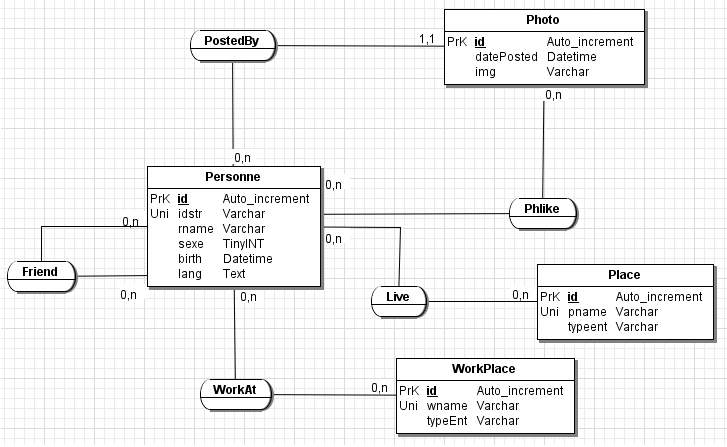 Photo
PostedBy
1,1
PrK id Auto_increment
datePosted Datetime
img Varchar
0,n
0,n
Personne
0,n
PrK id Auto_increment
Uni idstr Varchar
rname Varchar
sexe TinyINT
birth Datetime
lang Text
Phlike
0,n
0,n
Friend
0,n
0,n
Live
0,n
Place
PrK id Auto_increment
Uni pname Varchar
typeent Varchar
WorkPlace
WorkAt
0,n
PrK id Auto_increment
Uni wname Varchar
typeEnt Varchar